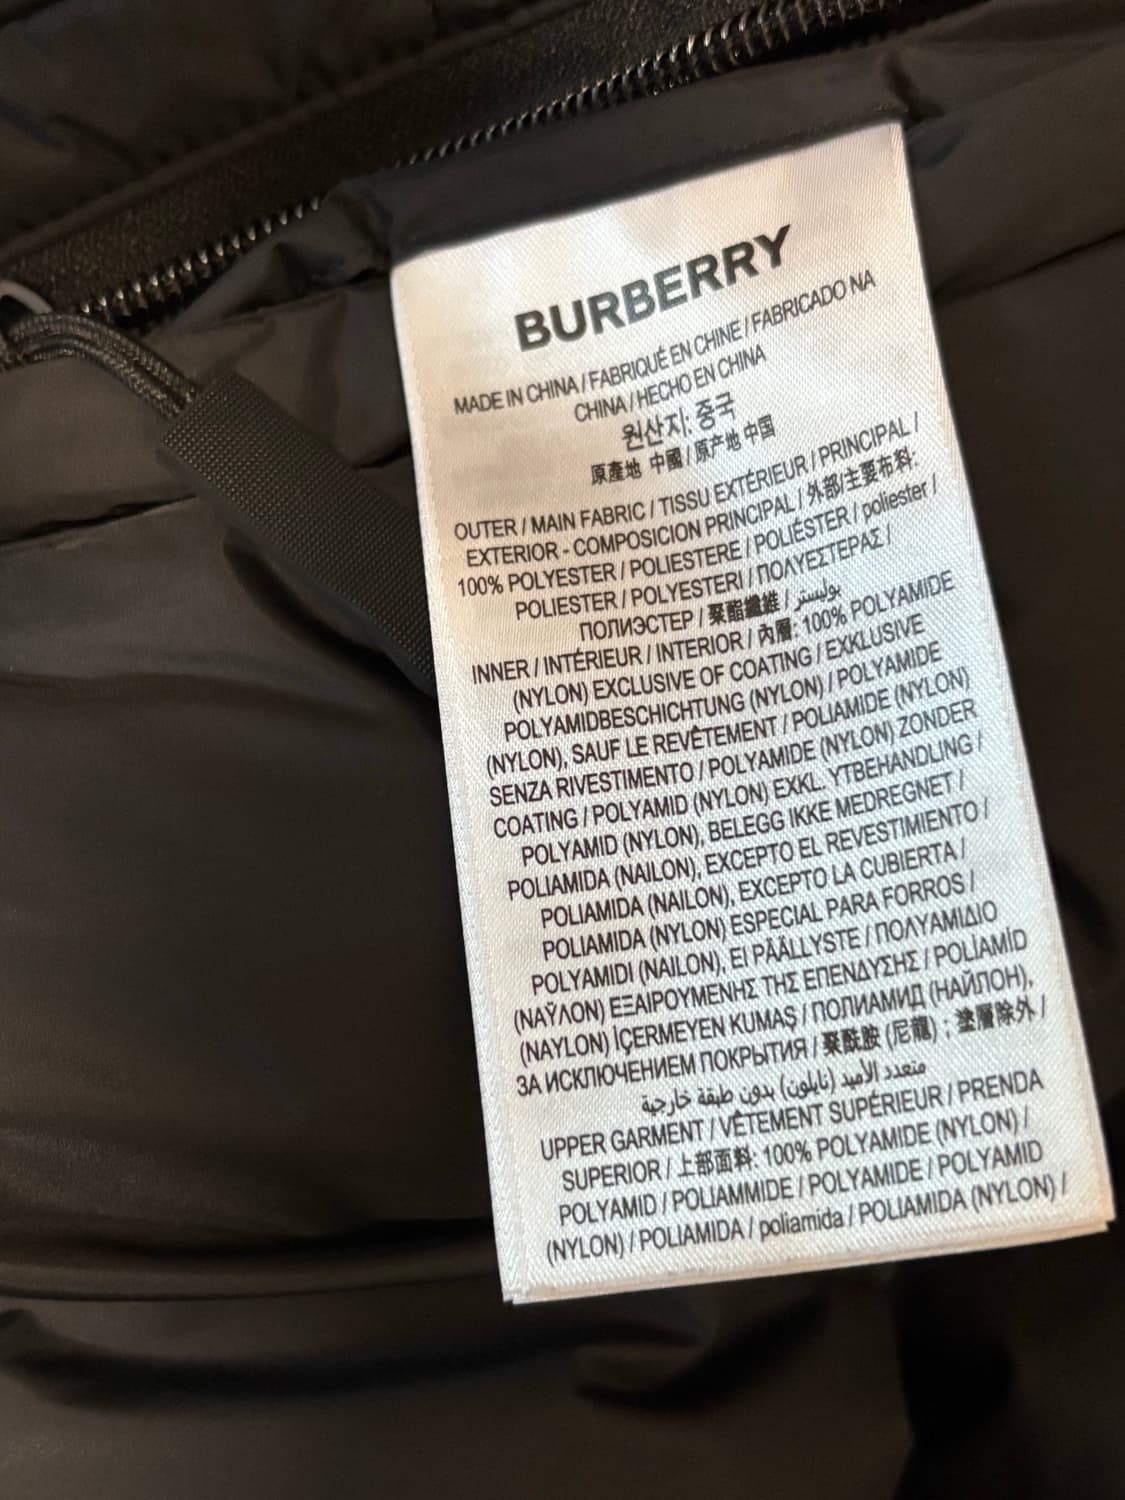 BURBERRY
MADE IN CHINA / FABRIQUÉ EN CHINE / FABRICADO NA
CHINA / HECHO EN CHINA
원산지: 중국
原產地 中國 / 原产地 中国
OUTER / MAIN FABRIC / TISSU EXTÉRIEUR / PRINCIPAL /
EXTERIOR - COMPOSICION PRINCIPAL / 外部/主要布料:
100% POLYESTER / POLIESTERE / POLIÉSTER / poliester /
POLIESTER / POLYESTERI / ΠΟΛΥΕΣΤΕΡΑΣ /
ПОЛИЭСТЕР / 聚酯纖維 / بوليستر
INNER / INTÉRIEUR / INTERIOR / 內層: 100% POLYAMIDE
(NYLON) EXCLUSIVE OF COATING / EXKLUSIVE
POLYAMIDBESCHICHTUNG (NYLON) / POLYAMIDE
(NYLON), SAUF LE REVÊTEMENT / POLIAMIDE (NYLON)
SENZA RIVESTIMENTO / POLYAMIDE (NYLON) ZONDER
COATING / POLYAMID (NYLON) EXKL. YTBEHANDLING /
POLYAMID (NYLON), BELEGG IKKE MEDREGNET /
POLIAMIDA (NAILON), EXCEPTO EL REVESTIMIENTO /
POLIAMIDA (NAILON), EXCEPTO LA CUBIERTA /
POLIAMIDA (NYLON) ESPECIAL PARA FORROS /
POLYAMIDI (NAILON), EI PÄÄLLYSTE / ΠΟΛΥΑΜΙΔΙΟ
(ΝΑΫΛΟΝ) ΕΞΑΙΡΟΥΜΕΝΗΣ ΤΗΣ ΕΠΕΝΔΥΣΗΣ / POLİAMİD
(NAYLON) İÇERMEYEN KUMAŞ / ПОЛИАМИД (НАЙЛОН),
ЗА ИСКЛЮЧЕНИЕМ ПОКРЫТИЯ / 聚酰胺 (尼龍) ; 塗層除外 /
متعدد الأميد (نايلون) بدون طبقة خارجية
UPPER GARMENT / VÊTEMENT SUPÉRIEUR / PRENDA
SUPERIOR / 上部面料: 100% POLYAMIDE (NYLON) /
POLYAMID / POLIAMMIDE / POLYAMIDE / POLYAMID
(NYLON) / POLIAMIDA / poliamida / POLIAMIDA (NYLON) /